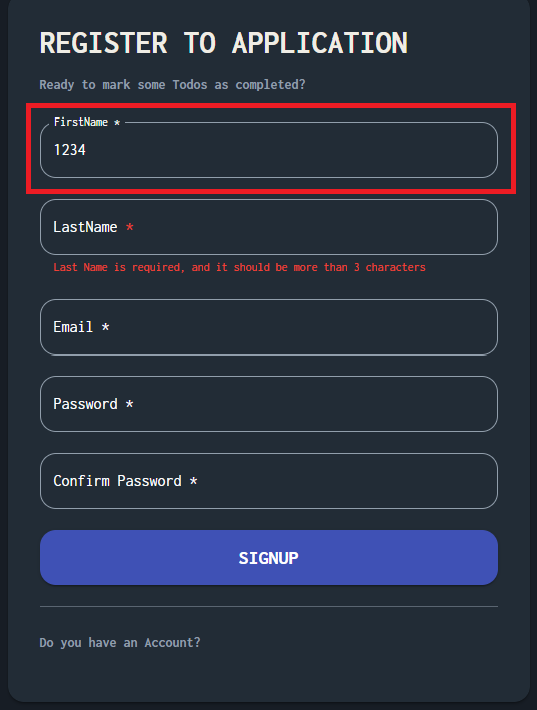 REGISTER TO APPLICATION
Ready to mark some Todos as completed?
FirstName *
1234
LastName *
Last Name is required, and it should be more than 3 characters
Email *
Password *
Confirm Password *
SIGNUP
Do you have an Account?